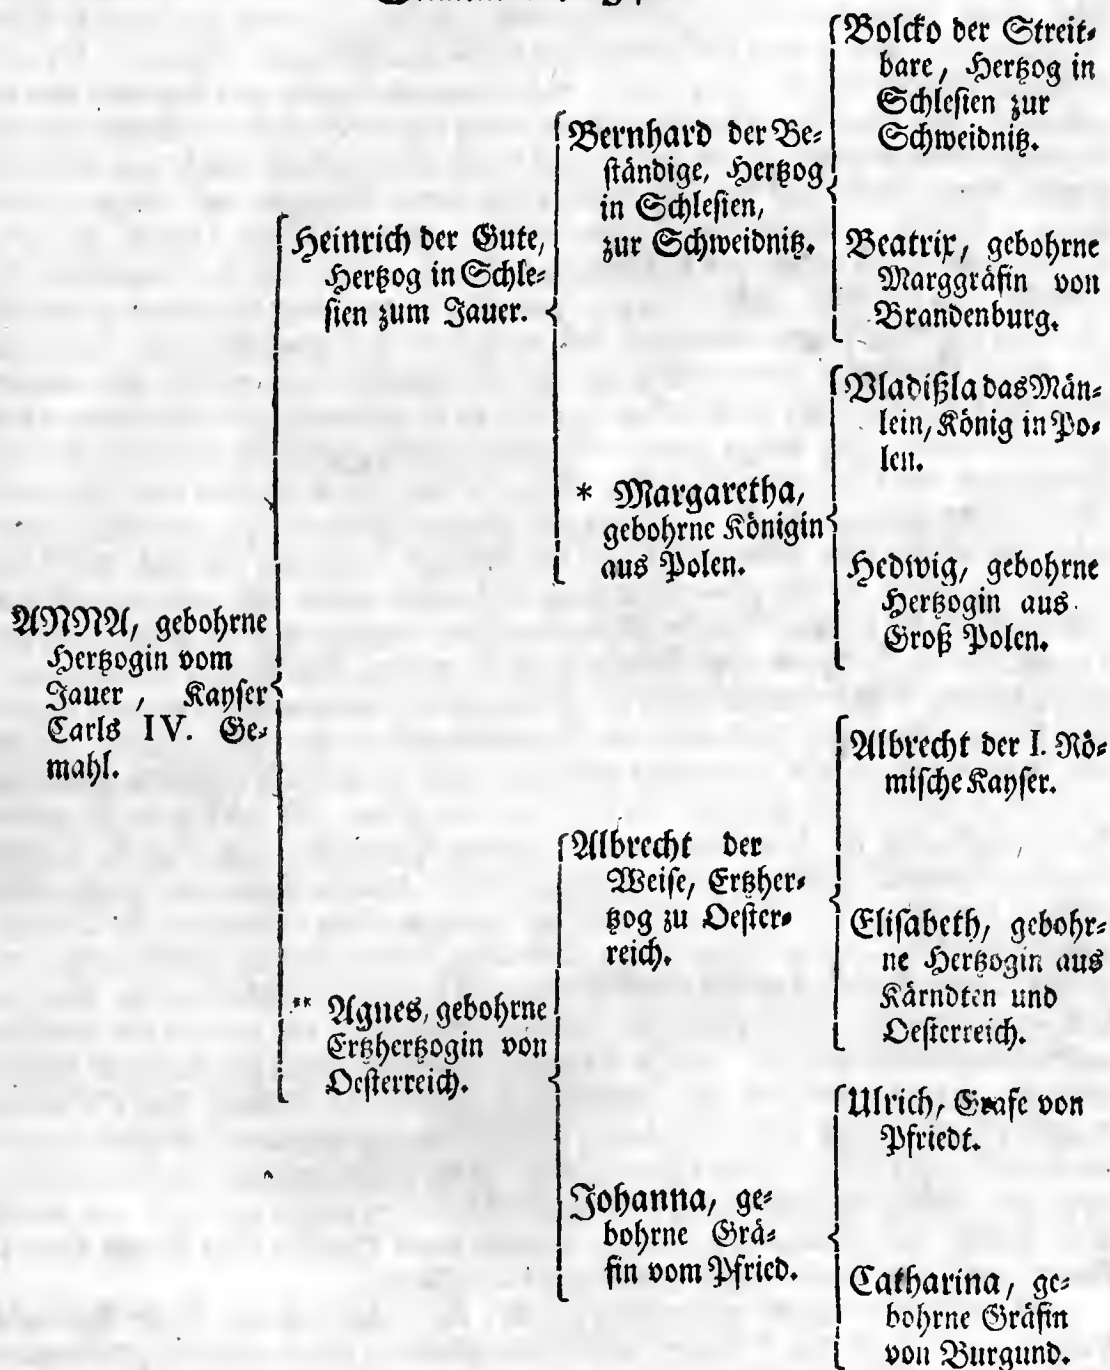 ANNA, gebohrne
Hertzogin vom
Jauer, Kayser
Carls IV. Ge-
mahl.
Heinrich der Gute,
Hertzog in Schle-
sien zum Jauer.
** Agnes, gebohrne
Ertzhertzogin von
Oesterreich.
Bernhard der Be-
ständige, Hertzog
in Schlesien,
zur Schweidnitz.
* Margaretha,
gebohrne Königin
aus Polen.
Albrecht der
Weise, Ertzher-
tzog zu Oester-
reich.
Johanna, ge-
bohrne Grä-
fin vom Pfried.
Bolcko der Streit-
bare, Hertzog in
Schlesien zur
Schweidnitz.
Beatrix, gebohrne
Marggräfin von
Brandenburg.
Vladißla das Män-
lein, König in Po-
len.
Hedwig, gebohrne
Hertzogin aus
Groß Polen.
Albrecht der I. Rö-
mische Kayser.
Elisabeth, gebohr-
ne Hertzogin aus
Kärndten und
Oesterreich.
Ulrich, Grafe von
Pfriedt.
Catharina, ge-
bohrne Gräfin
von Burgund.